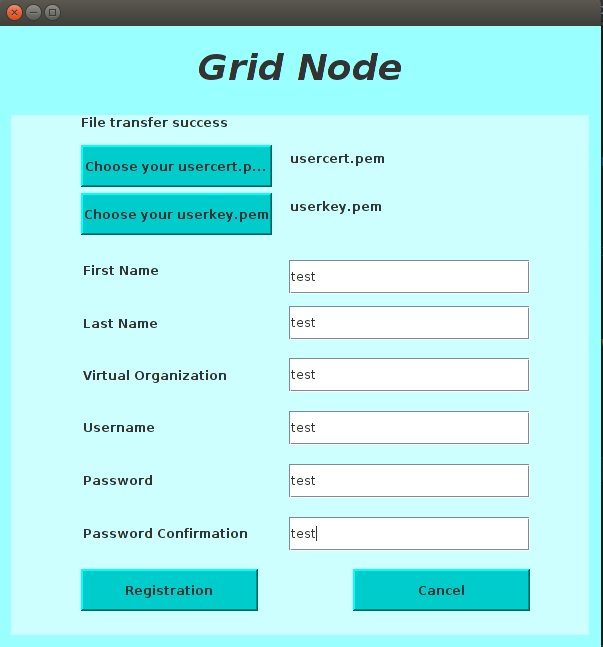 Grid Node
File transfer success
Choose your usercert.p... usercert.pem
Choose your userkey.pem userkey.pem
First Name test
Last Name test
Virtual Organization test
Username test
Password test
Password Confirmation test
Registration Cancel